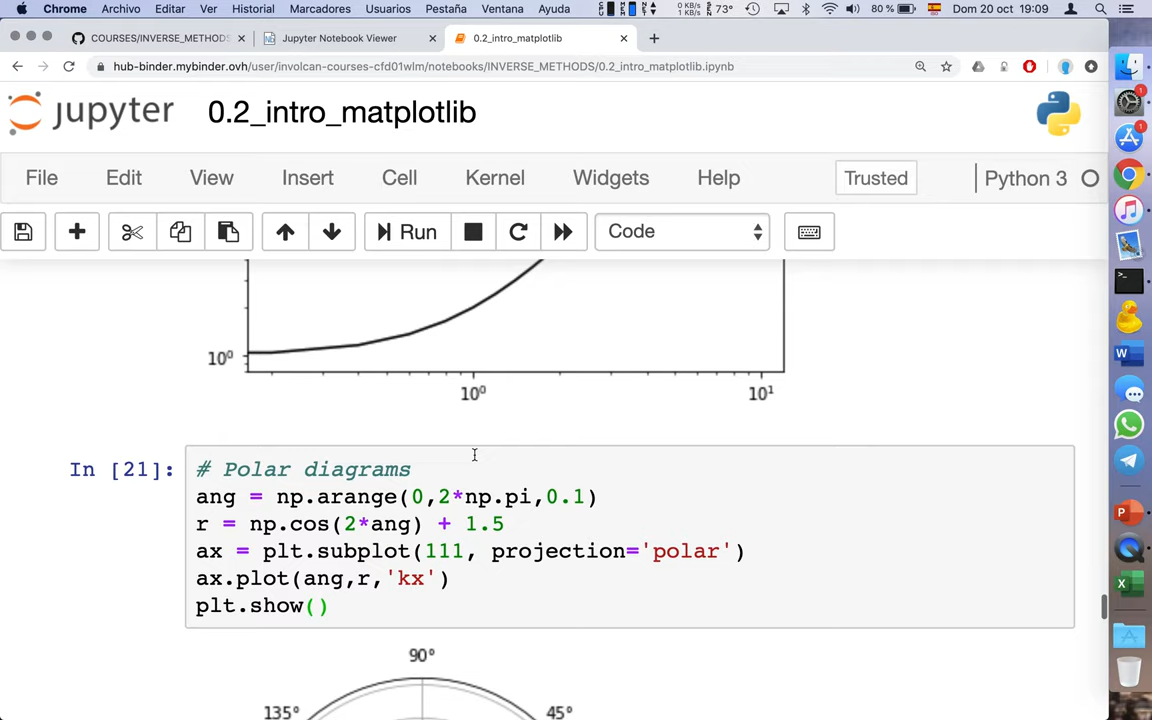 Chrome Archivo Editar Ver Historial Marcadores Usuarios Pestaña Ventana Ayuda 0 KB/s 1 KB/s 73° 80 % Dom 20 oct 19:09
COURSES/INVERSE_METHODS Jupyter Notebook Viewer 0.2_intro_matplotlib
hub-binder.mybinder.ovh/user/involcan-courses-cfd01wlm/notebooks/INVERSE_METHODS/0.2_intro_matplotlib.ipynb
jupyter 0.2_intro_matplotlib
File Edit View Insert Cell Kernel Widgets Help Trusted Python 3
Run Code
10⁰
10⁰ 10¹
In [21]: # Polar diagrams
ang = np.arange(0,2*np.pi,0.1)
r = np.cos(2*ang) + 1.5
ax = plt.subplot(111, projection='polar')
ax.plot(ang,r,'kx')
plt.show()
90°
135° 45°